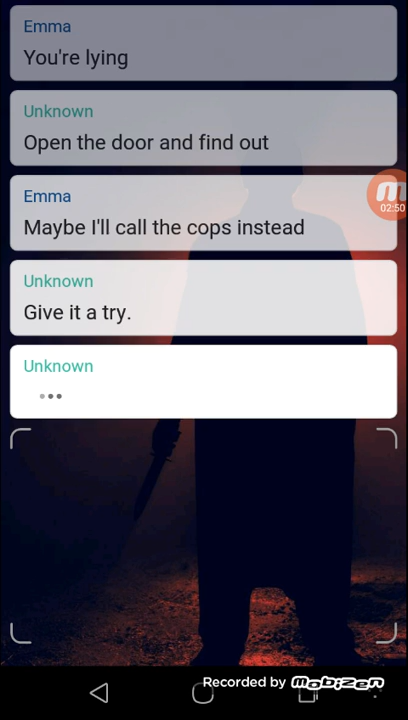 Emma
You're lying
Unknown
Open the door and find out
Emma
Maybe I'll call the cops instead
02:50
Unknown
Give it a try.
Unknown
Recorded by Mobizen